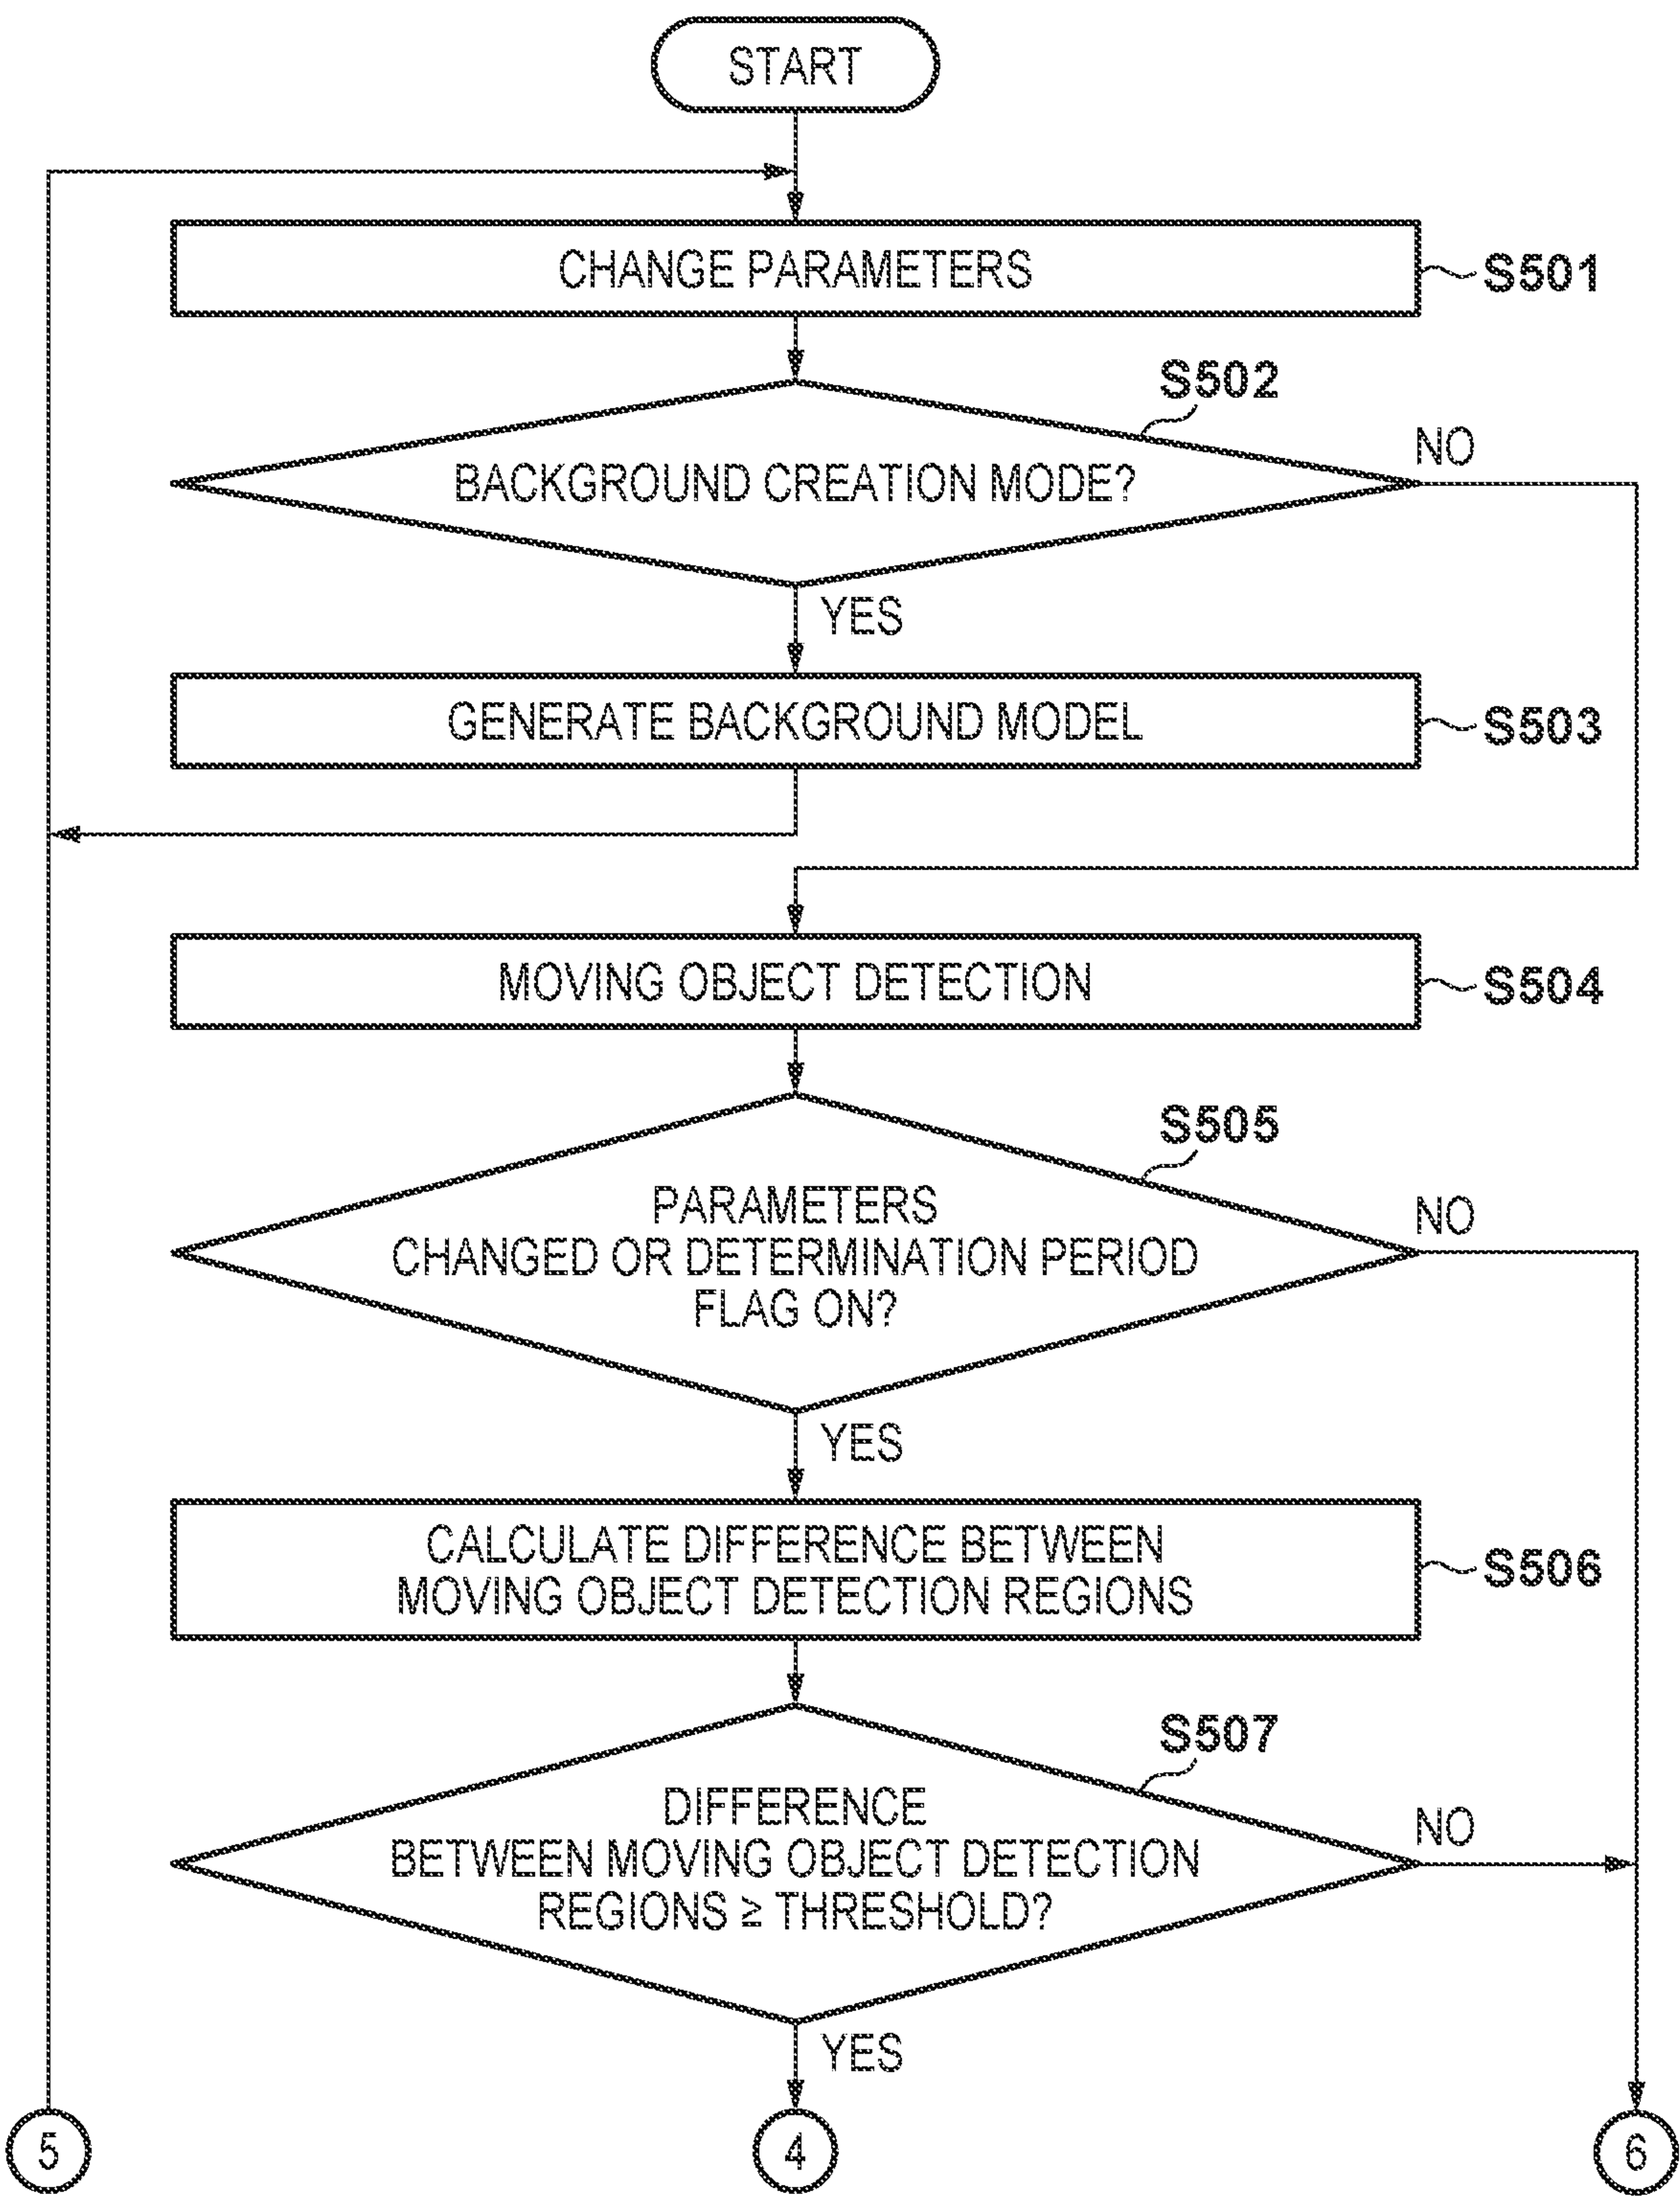 START
CHANGE PARAMETERS
S501
S502
BACKGROUND CREATION MODE?
NO
YES
GENERATE BACKGROUND MODEL
S503
MOVING OBJECT DETECTION
S504
S505
PARAMETERS
CHANGED OR DETERMINATION PERIOD
FLAG ON?
NO
YES
CALCULATE DIFFERENCE BETWEEN
MOVING OBJECT DETECTION REGIONS
S506
S507
DIFFERENCE
BETWEEN MOVING OBJECT DETECTION
REGIONS ≥ THRESHOLD?
NO
YES
5
4
6